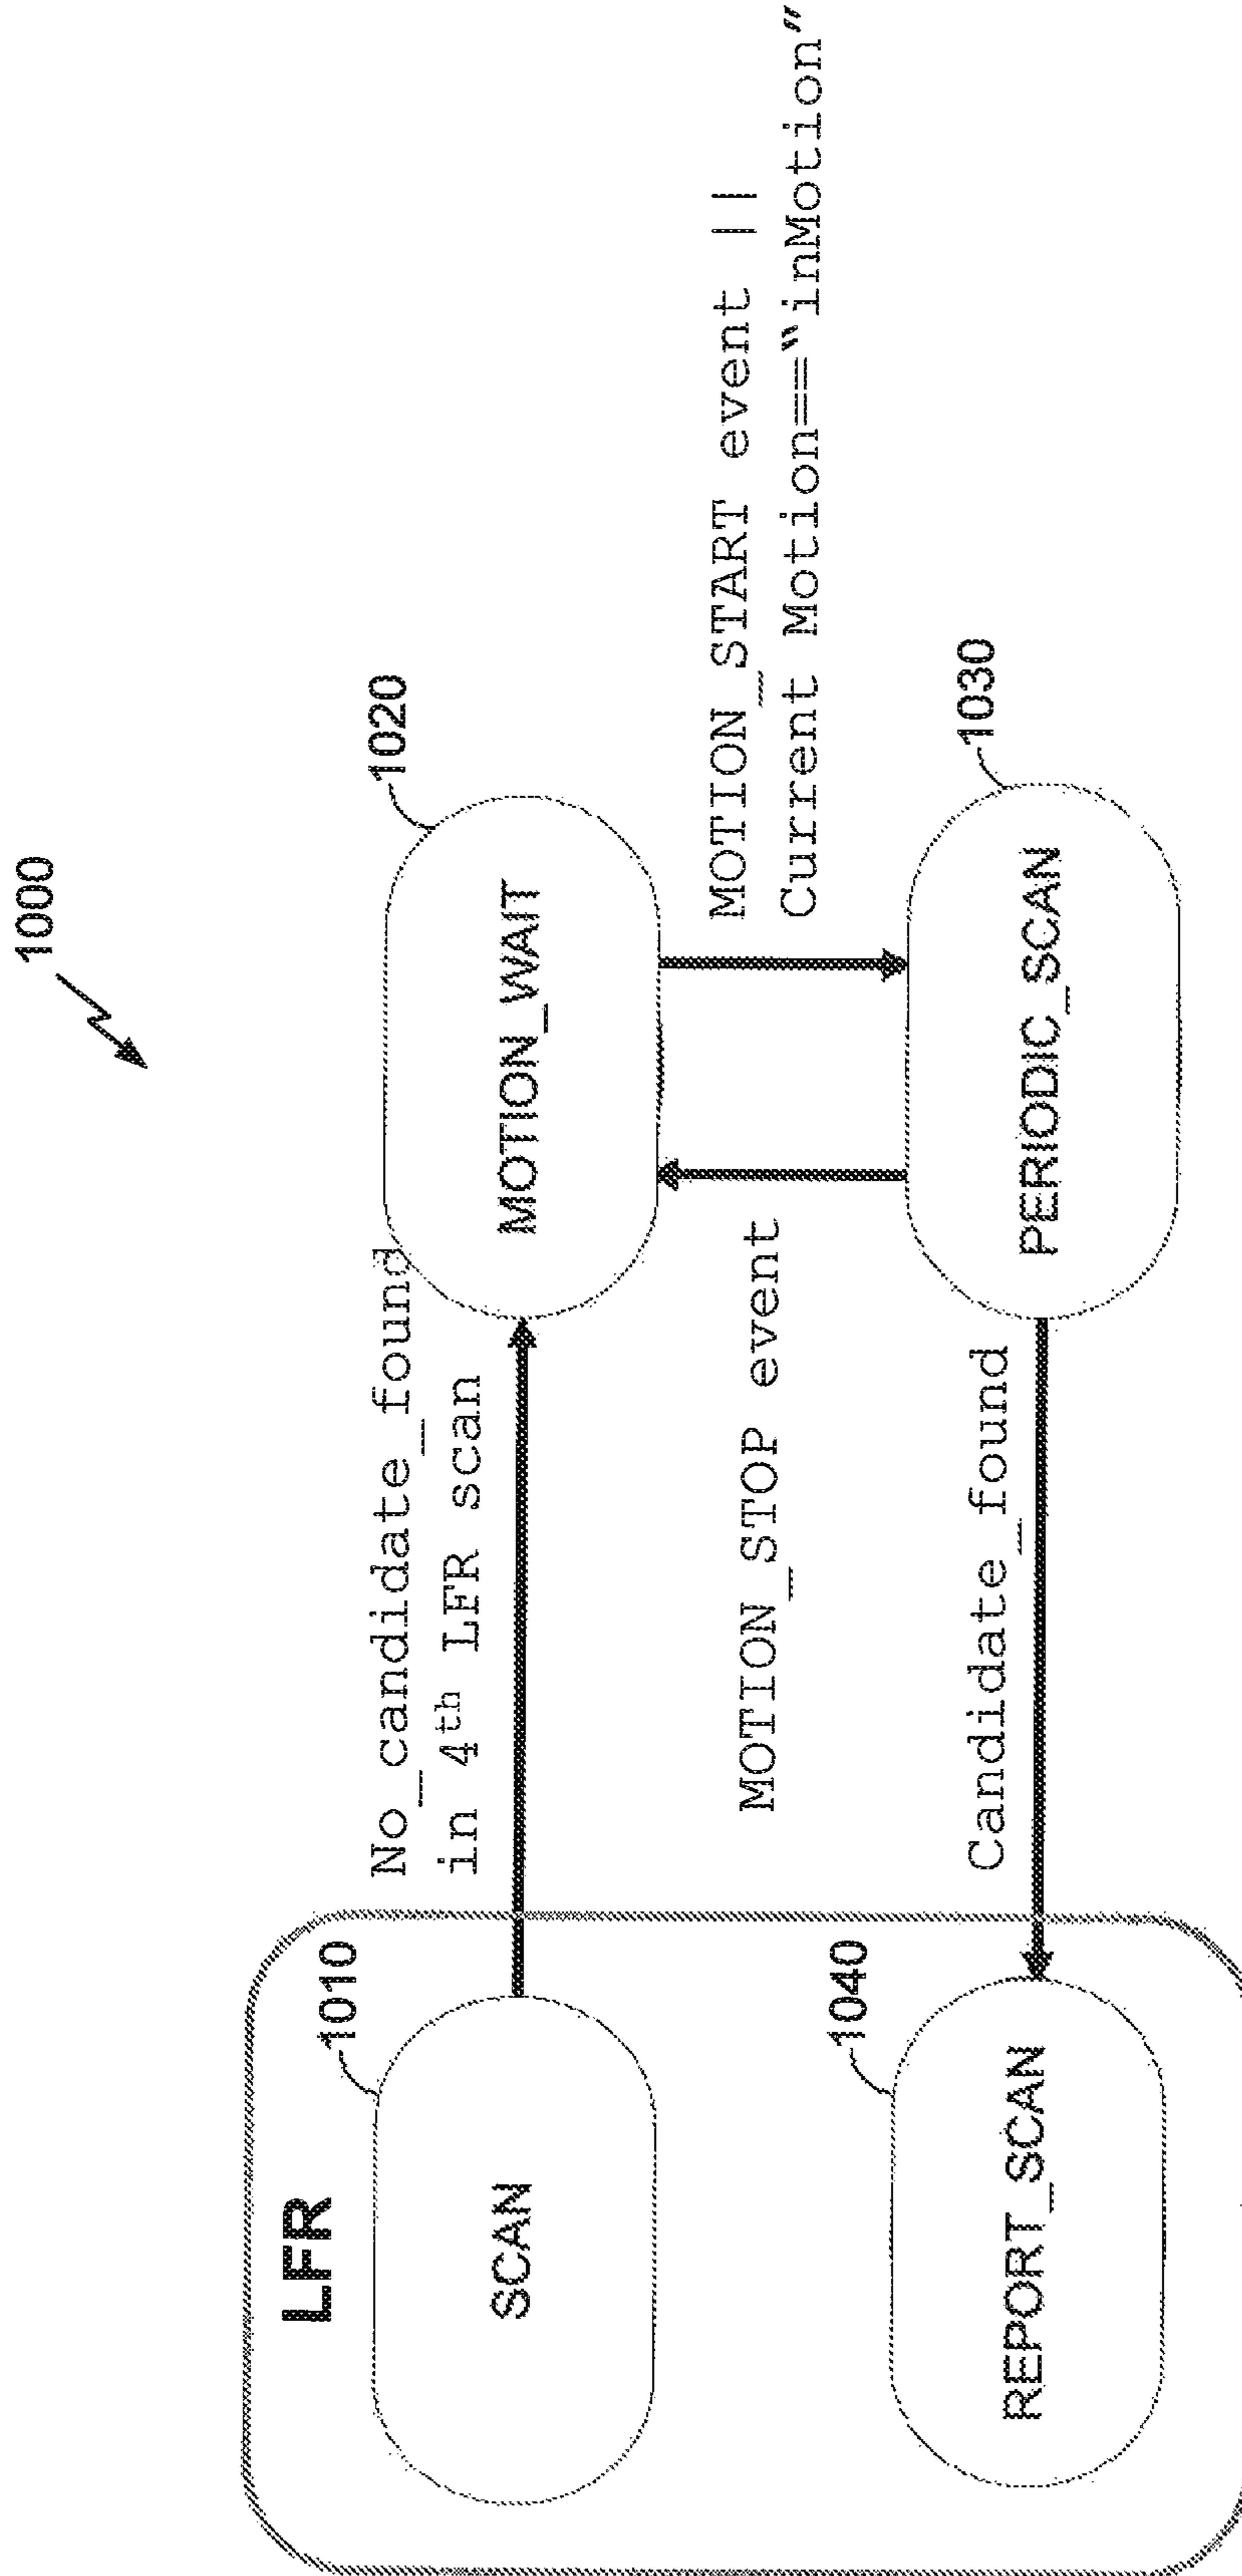 1000
LFR
1010
SCAN
No_candidate_found
in 4th LFR scan
1020
MOTION_WAIT
MOTION_STOP event
MOTION_START event ||
Current Motion==“inMotion”
1040
REPORT_SCAN
Candidate_found
1030
PERIODIC_SCAN